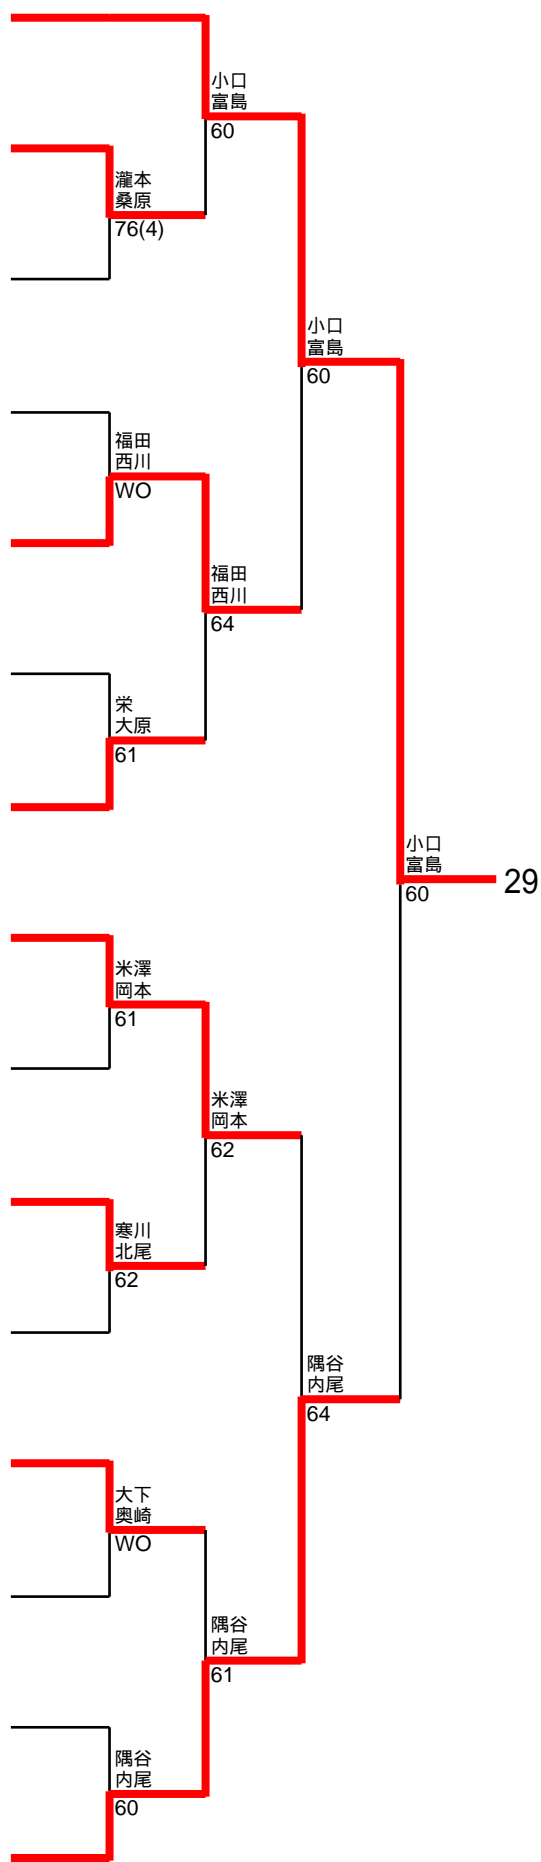 小口
富島
60
瀧本
桑原
76(4)
小口
富島
60
福田
西川
WO
福田
西川
64
栄
大原
61
小口
富島
60
29
米澤
岡本
61
米澤
岡本
62
寒川
北尾
62
隅谷
内尾
64
大下
奥崎
WO
隅谷
内尾
61
隅谷
内尾
60